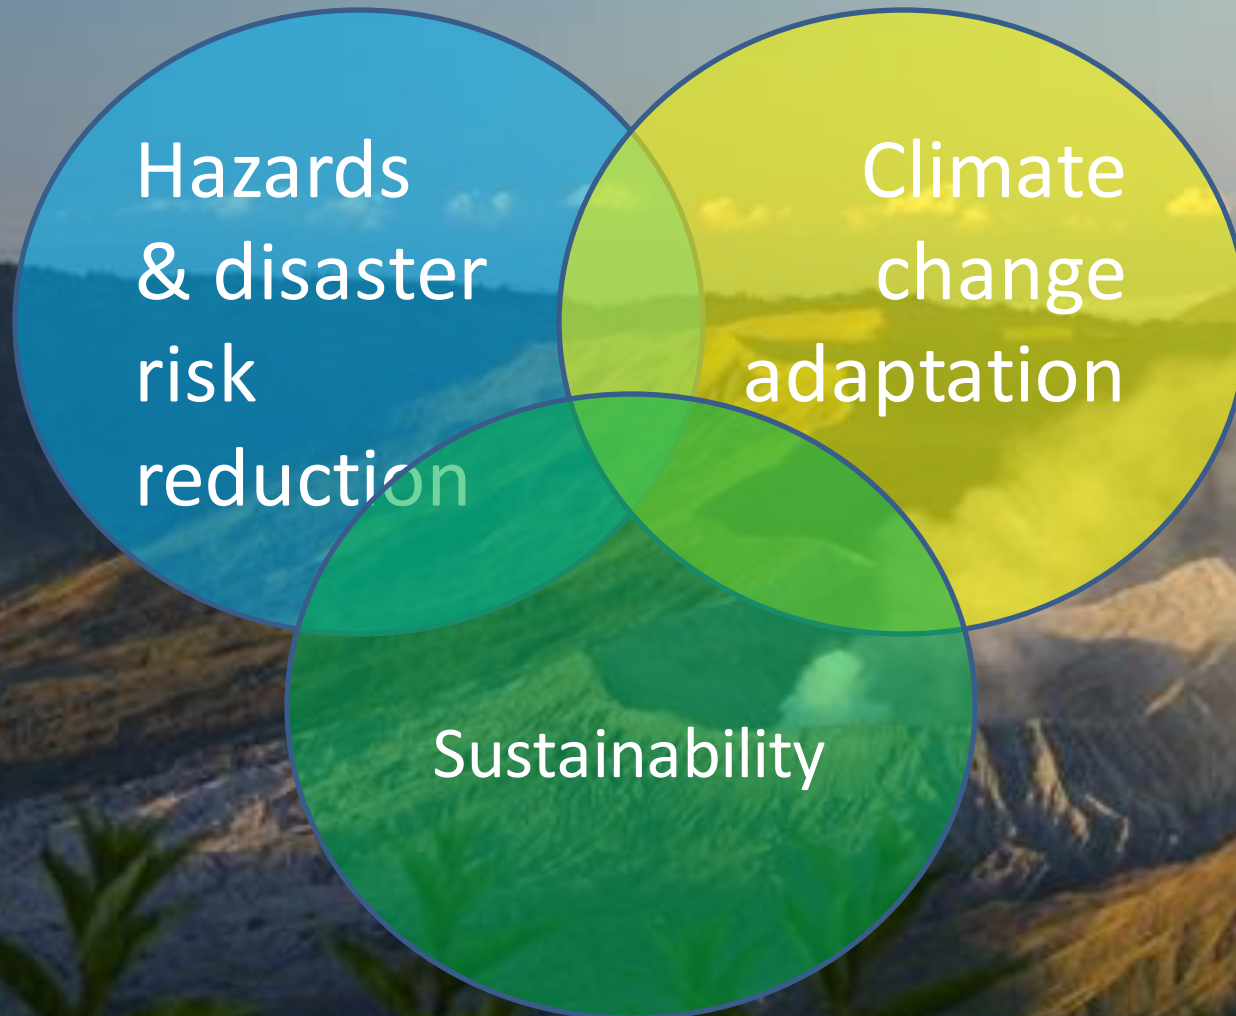 Hazards
& disaster
risk
reduction
Climate
change
adaptation
Sustainability